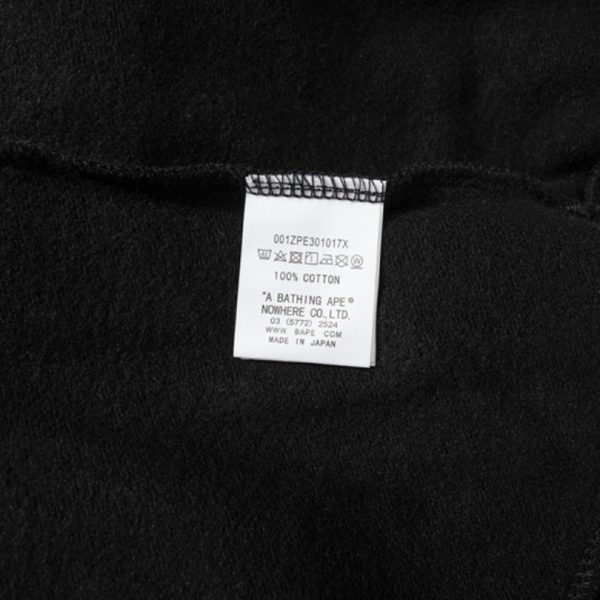 001ZPE301017X
100% COTTON
"A BATHING APE®
NOWHERE CO., LTD.
03 (5772) 2524
WWW. BAPE COM
MADE IN JAPAN